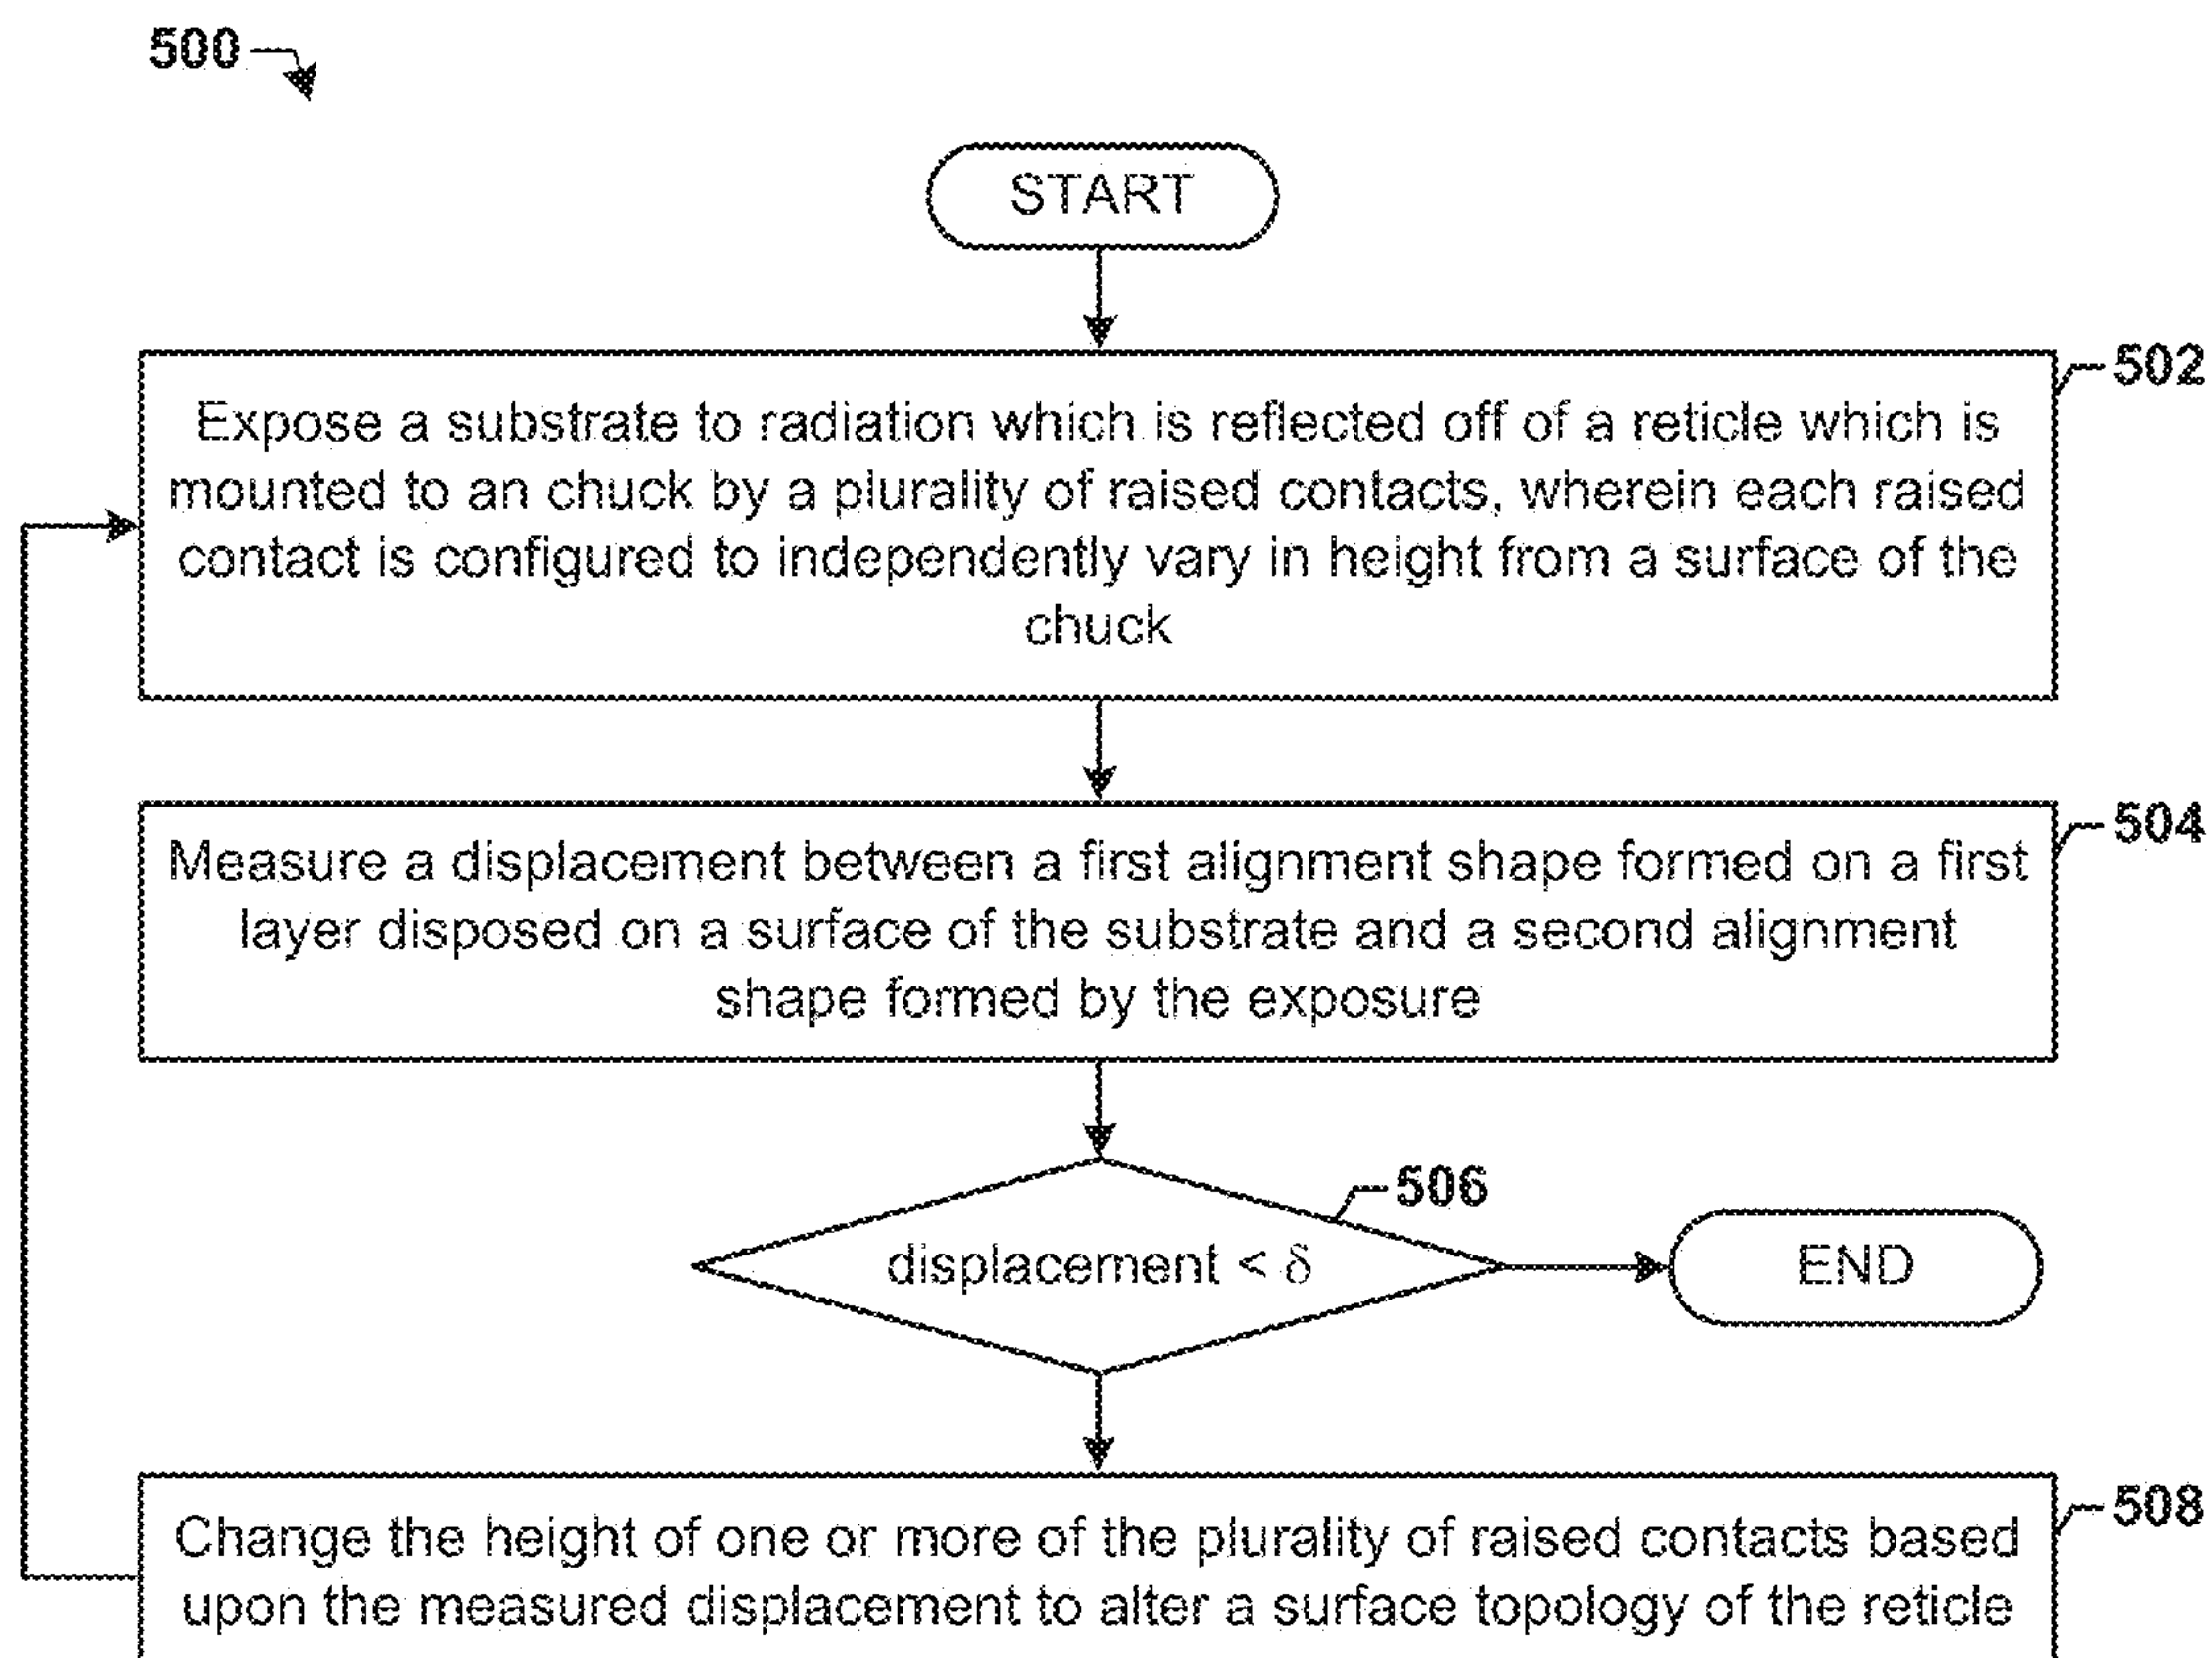 500
START
502
Expose a substrate to radiation which is reflected off of a reticle which is
mounted to an chuck by a plurality of raised contacts, wherein each raised
contact is configured to independently vary in height from a surface of the
chuck
504
Measure a displacement between a first alignment shape formed on a first
layer disposed on a surface of the substrate and a second alignment
shape formed by the exposure
506
displacement < δ
END
508
Change the height of one or more of the plurality of raised contacts based
upon the measured displacement to alter a surface topology of the reticle